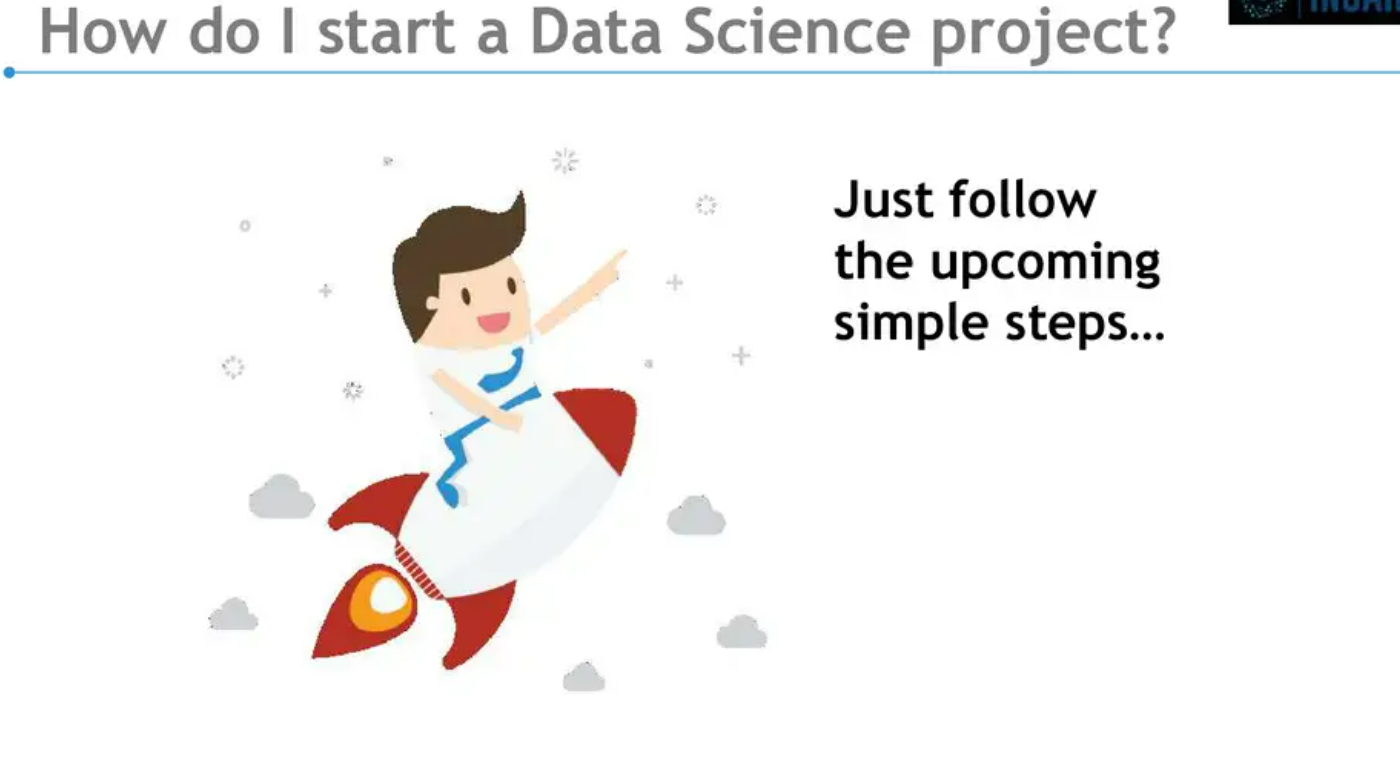 How do I start a Data Science project?
Just follow
the upcoming
simple steps...